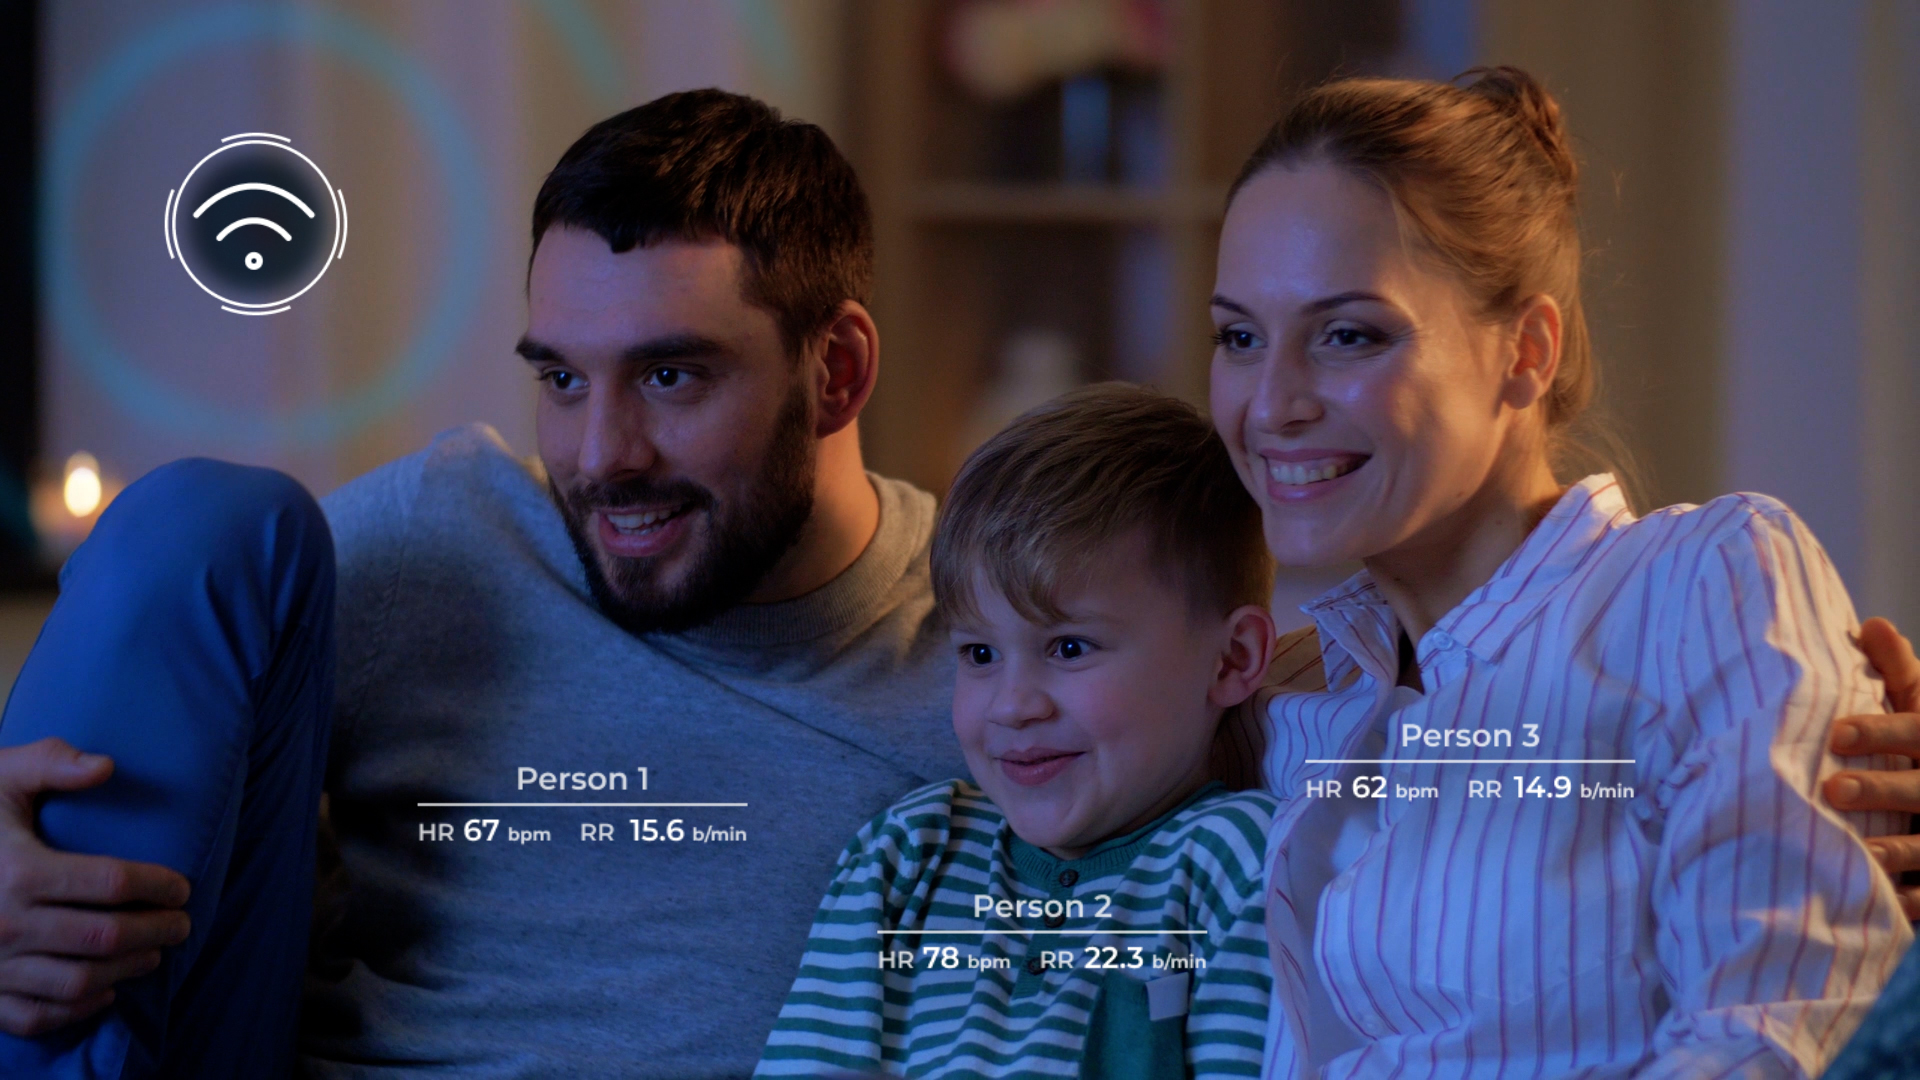 Person 1
HR 67 bpm RR 15.6 b/min
Person 2
HR 78 bpm RR 22.3 b/min
Person 3
HR 62 bpm RR 14.9 b/min